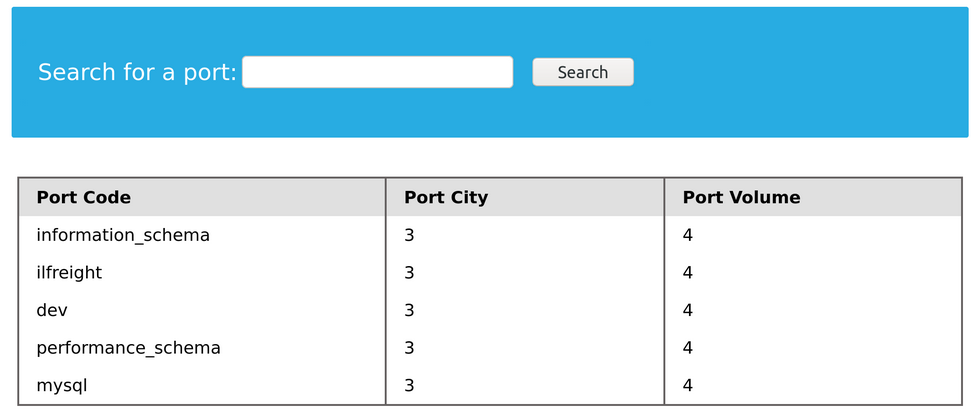 Search for a port: Search
Port Code Port City Port Volume
information_schema 3 4
ilfreight 3 4
dev 3 4
performance_schema 3 4
mysql 3 4